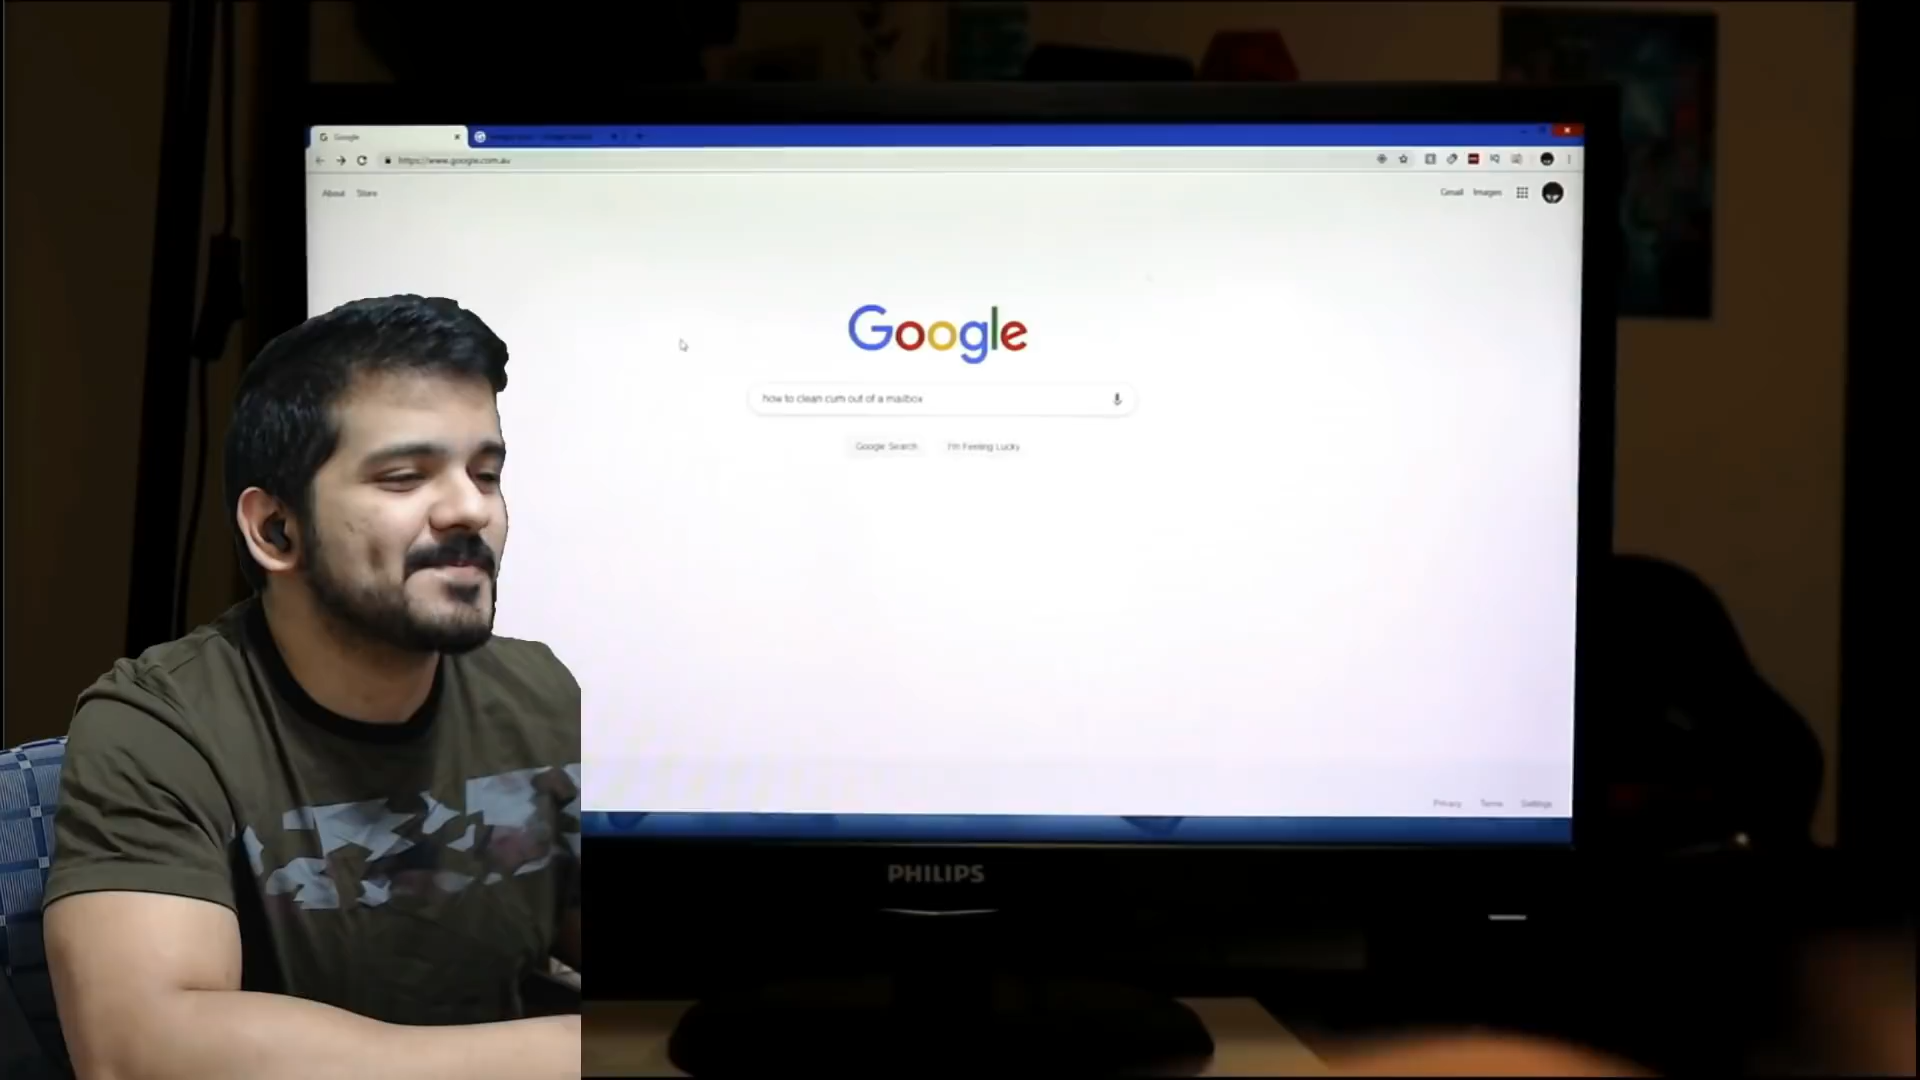 Google
https://www.google.com.au
About Store
Gmail Images
Google
how to clean cum out of a mailbox
Google Search I'm Feeling Lucky
Privacy Terms Settings
PHILIPS